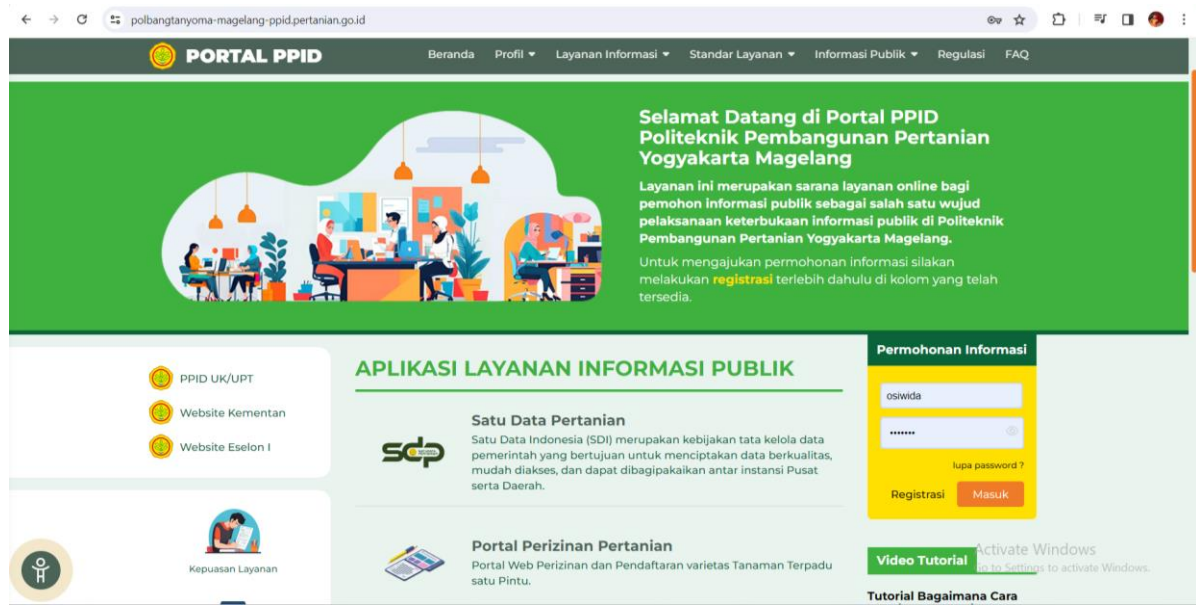 polbangtanyoma-magelang-ppid.pertanian.go.id
PORTAL PPID
Beranda
Profil
Layanan Informasi
Standar Layanan
Informasi Publik
Regulasi
FAQ
Selamat Datang di Portal PPID
Politeknik Pembangunan Pertanian
Yogyakarta Magelang
Layanan ini merupakan sarana layanan online bagi
pemohon informasi publik sebagai salah satu wujud
pelaksanaan keterbukaan informasi publik di Politeknik
Pembangunan Pertanian Yogyakarta Magelang.
Untuk mengajukan permohonan informasi silakan
melakukan registrasi terlebih dahulu di kolom yang telah
tersedia.
PPID UK/UPT
Website Kementan
Website Eselon I
Kepuasan Layanan
APLIKASI LAYANAN INFORMASI PUBLIK
sdp
Satu Data Pertanian
Satu Data Indonesia (SDI) merupakan kebijakan tata kelola data
pemerintah yang bertujuan untuk menciptakan data berkualitas,
mudah diakses, dan dapat dibagipakaikan antar instansi Pusat
serta Daerah.
Portal Perizinan Pertanian
Portal Web Perizinan dan Pendaftaran varietas Tanaman Terpadu
satu Pintu.
Permohonan Informasi
osiwida
•••••••
lupa password ?
Registrasi
Masuk
Video Tutorial
Tutorial Bagaimana Cara
Activate Windows
Go to Settings to activate Windows.